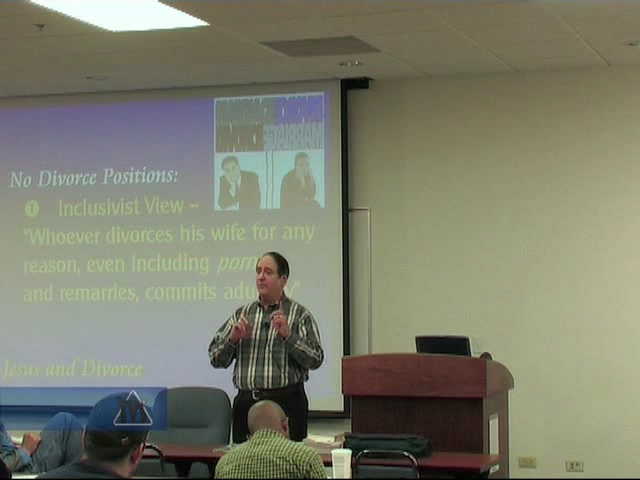 No Divorce Positions:
1 Inclusivist View –
"Whoever divorces his wife for any
reason, even including
and remarries, commits
Jesus and Divorce